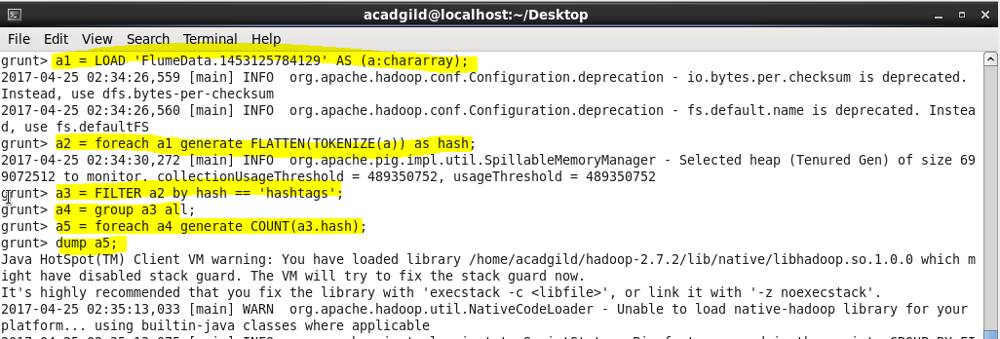 acadgild@localhost:~/Desktop
File Edit View Search Terminal Help
grunt> a1 = LOAD 'FlumeData.1453125784129' AS (a:chararray);
2017-04-25 02:34:26,559 [main] INFO  org.apache.hadoop.conf.Configuration.deprecation - io.bytes.per.checksum is deprecated.
Instead, use dfs.bytes-per-checksum
2017-04-25 02:34:26,560 [main] INFO  org.apache.hadoop.conf.Configuration.deprecation - fs.default.name is deprecated. Instea
d, use fs.defaultFS
grunt> a2 = foreach a1 generate FLATTEN(TOKENIZE(a)) as hash;
2017-04-25 02:34:30,272 [main] INFO  org.apache.pig.impl.util.SpillableMemoryManager - Selected heap (Tenured Gen) of size 69
9072512 to monitor. collectionUsageThreshold = 489350752, usageThreshold = 489350752
grunt> a3 = FILTER a2 by hash == 'hashtags';
grunt> a4 = group a3 all;
grunt> a5 = foreach a4 generate COUNT(a3.hash);
grunt> dump a5;
Java HotSpot(TM) Client VM warning: You have loaded library /home/acadgild/hadoop-2.7.2/lib/native/libhadoop.so.1.0.0 which m
ight have disabled stack guard. The VM will try to fix the stack guard now.
It's highly recommended that you fix the library with 'execstack -c <libfile>', or link it with '-z noexecstack'.
2017-04-25 02:35:13,033 [main] WARN  org.apache.hadoop.util.NativeCodeLoader - Unable to load native-hadoop library for your
platform... using builtin-java classes where applicable